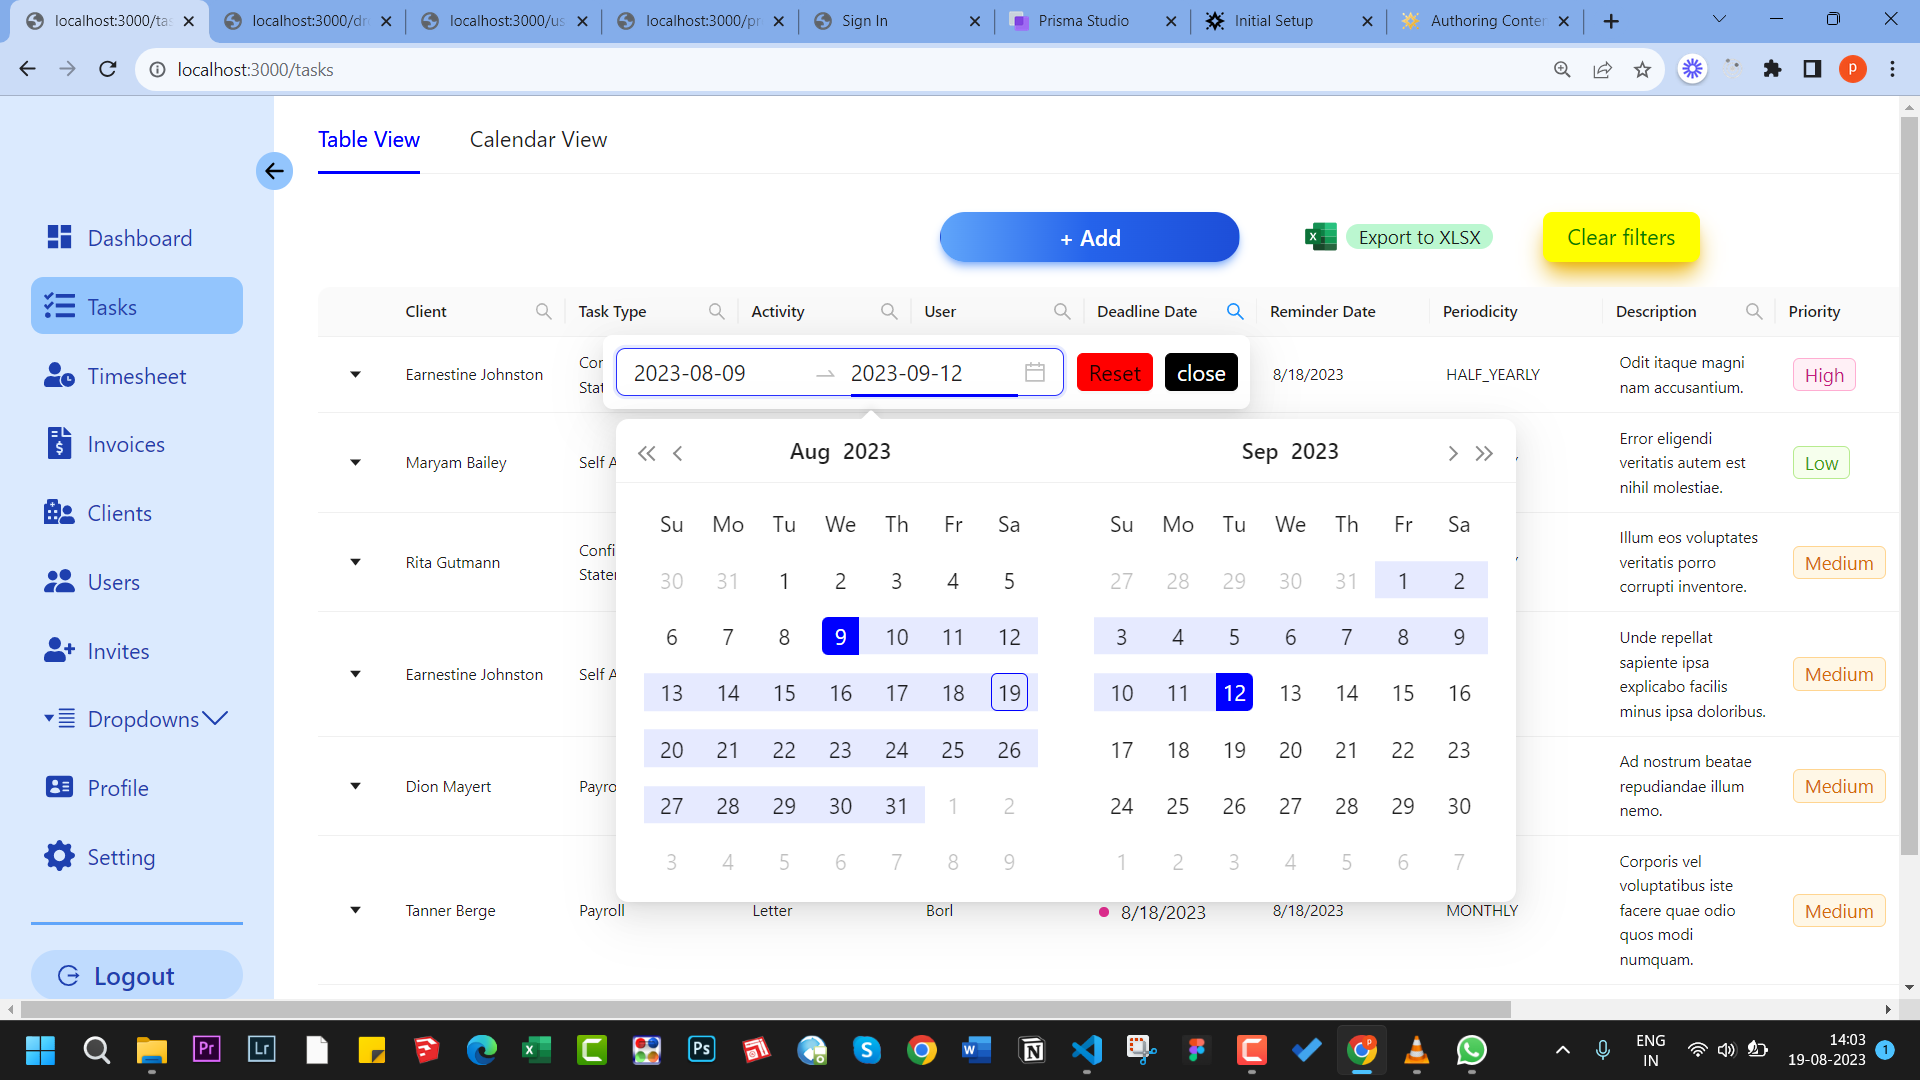 localhost:3000/tas
localhost:3000/dr
localhost:3000/us
localhost:3000/pr
Sign In
Prisma Studio
Initial Setup
Authoring Conten
localhost:3000/tasks
P
Table View
Calendar View
+ Add
Export to XLSX
Clear filters
Dashboard
Tasks
Timesheet
Invoices
Clients
Users
Invites
Dropdowns
Profile
Setting
Logout
Client
Task Type
Activity
User
Deadline Date
Reminder Date
Periodicity
Description
Priority
2023-08-09
2023-09-12
Reset
close
Earnestine Johnston
Cor
Stat
8/18/2023
HALF_YEARLY
Odit itaque magni
nam accusantium.
High
Maryam Bailey
Self A
Error eligendi
veritatis autem est
nihil molestiae.
Low
Rita Gutmann
Confi
State
Illum eos voluptates
veritatis porro
corrupti inventore.
Medium
Earnestine Johnston
Self A
Unde repellat
sapiente ipsa
explicabo facilis
minus ipsa doloribus.
Medium
Dion Mayert
Payro
Ad nostrum beatae
repudiandae illum
nemo.
Medium
Tanner Berge
Payroll
Letter
Borl
8/18/2023
8/18/2023
MONTHLY
Corporis vel
voluptatibus iste
facere quae odio
quos modi
numquam.
Medium
Aug 2023
Su Mo Tu We Th Fr Sa
30 31 1 2 3 4 5
6 7 8 9 10 11 12
13 14 15 16 17 18 19
20 21 22 23 24 25 26
27 28 29 30 31 1 2
3 4 5 6 7 8 9
Sep 2023
Su Mo Tu We Th Fr Sa
27 28 29 30 31 1 2
3 4 5 6 7 8 9
10 11 12 13 14 15 16
17 18 19 20 21 22 23
24 25 26 27 28 29 30
1 2 3 4 5 6 7
Pr
Lr
Ps
ENG
IN
14:03
19-08-2023
1